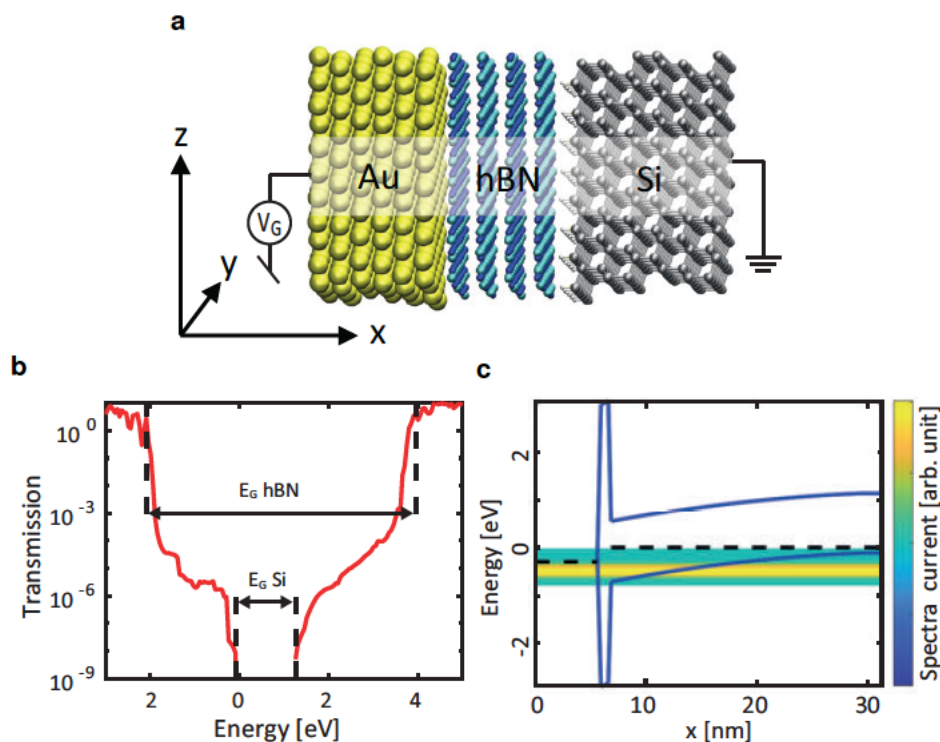 a
z
y
x
V_G
Au
hBN
Si
b
Transmission
10^0
10^-3
10^-6
10^-9
E_G hBN
E_G Si
2 0 2 4
Energy [eV]
c
Energy [eV]
2
0
-2
0 10 20 30
x [nm]
Spectra current [arb. unit]